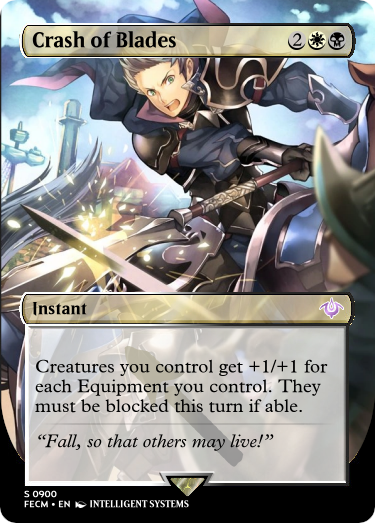 Crash of Blades 2
Instant
Creatures you control get +1/+1 for
each Equipment you control. They
must be blocked this turn if able.
“Fall, so that others may live!”
S 0900
FECM • EN INTELLIGENT SYSTEMS